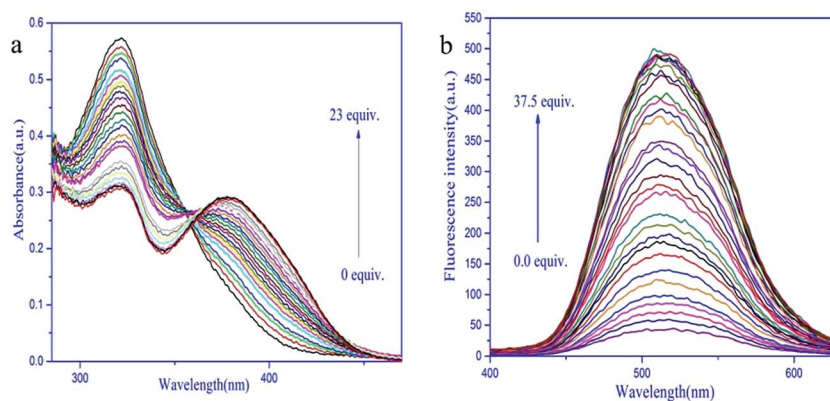 a
0.6
0.5
0.4
0.3
0.2
0.1
0.0
Absorbance(a.u.)
23 equiv.
0 equiv.
300
400
Wavelength(nm)
b
500
450
400
350
300
250
200
150
100
50
0
Fluorescence intensity(a.u.)
37.5 equiv.
0.0 equiv.
400
500
600
Wavelength(nm)